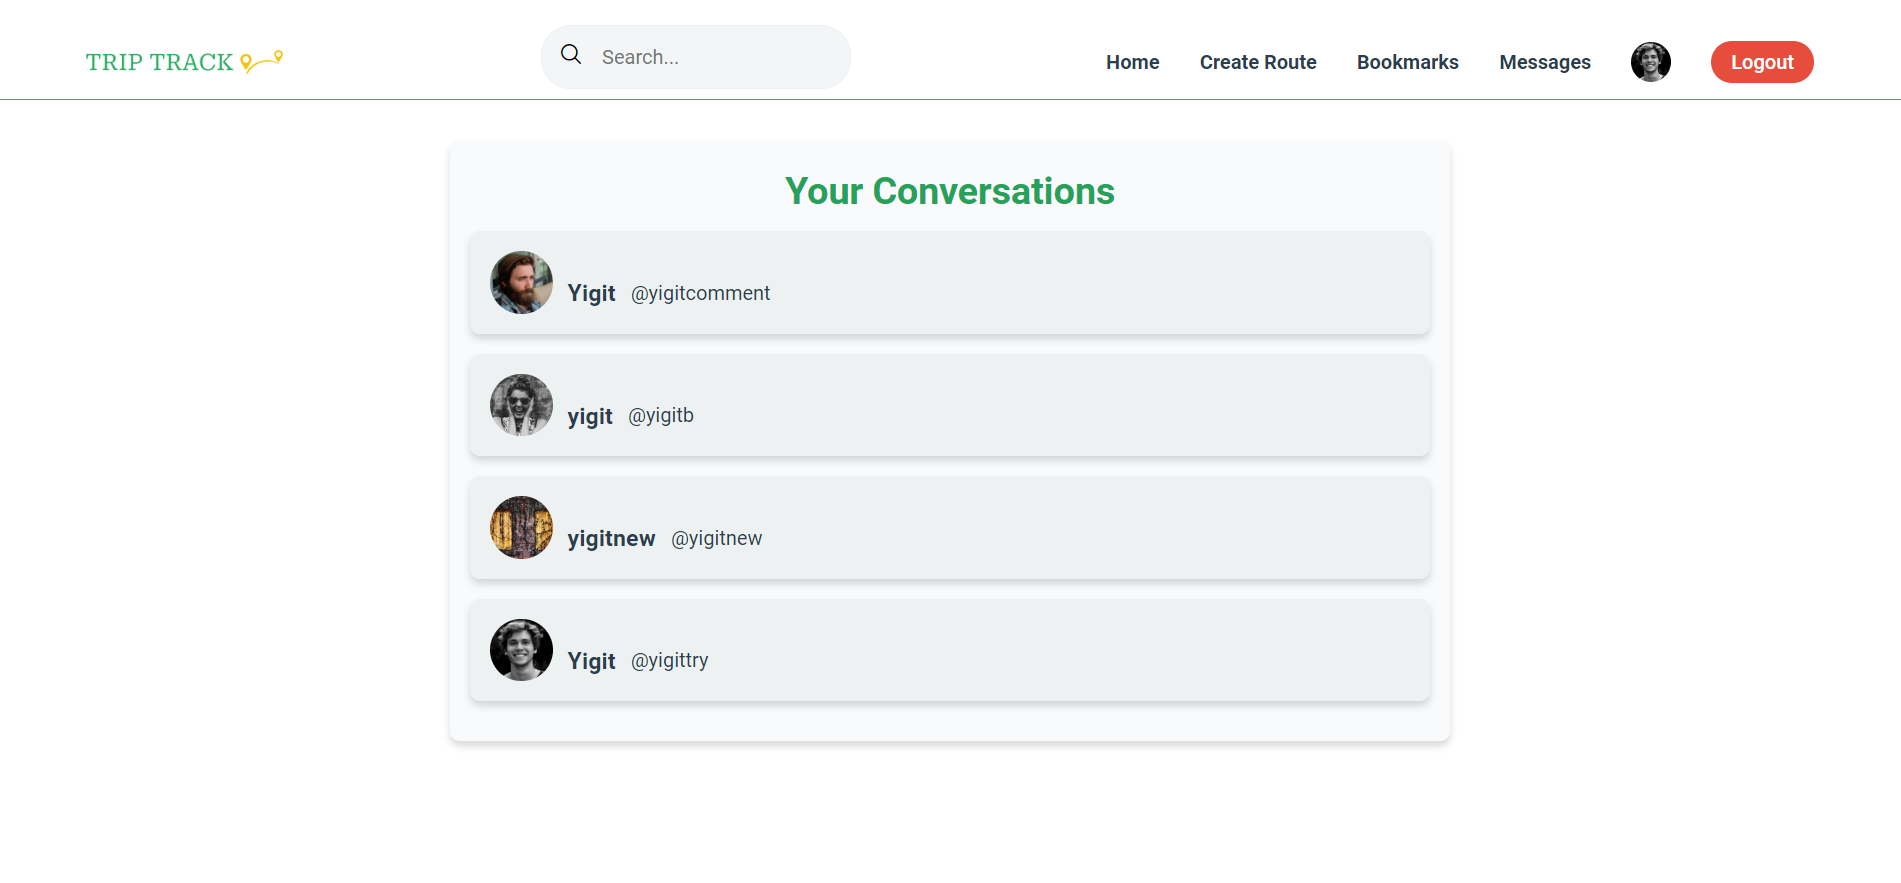 TRIP TRACK
Search...
Home Create Route Bookmarks Messages Logout
Your Conversations
Yigit @yigitcomment
yigit @yigitb
yigitnew @yigitnew
Yigit @yigittry